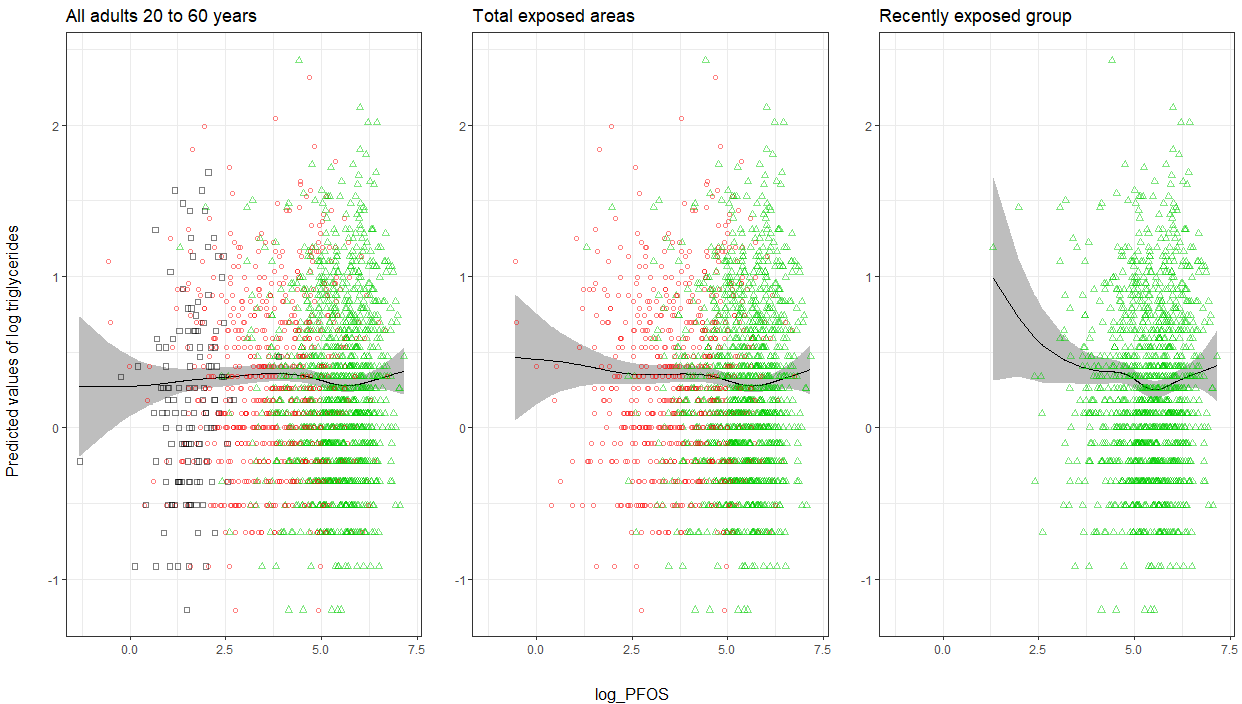 All adults 20 to 60 years
Total exposed areas
Recently exposed group
Predicted values of log triglycerides
2
1
0
-1
0.0 2.5 5.0 7.5
2
1
0
-1
0.0 2.5 5.0 7.5
2
1
0
-1
0.0 2.5 5.0 7.5
log_PFOS